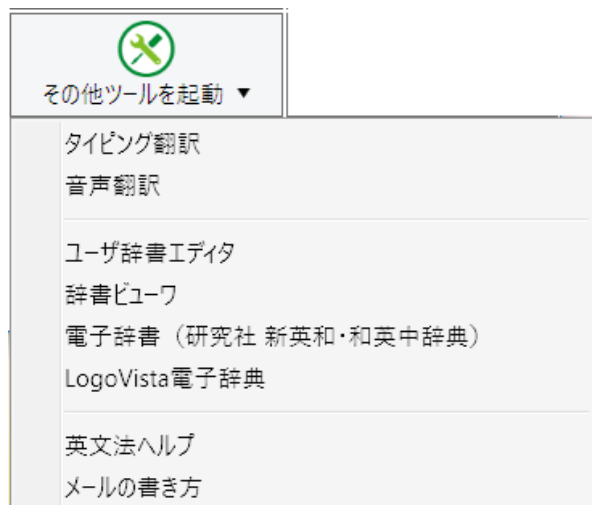 その他ツールを起動 ▼
タイピング翻訳
音声翻訳
ユーザ辞書エディタ
辞書ビューワ
電子辞書（研究社 新英和・和英中辞典）
LogoVista電子辞典
英文法ヘルプ
メールの書き方